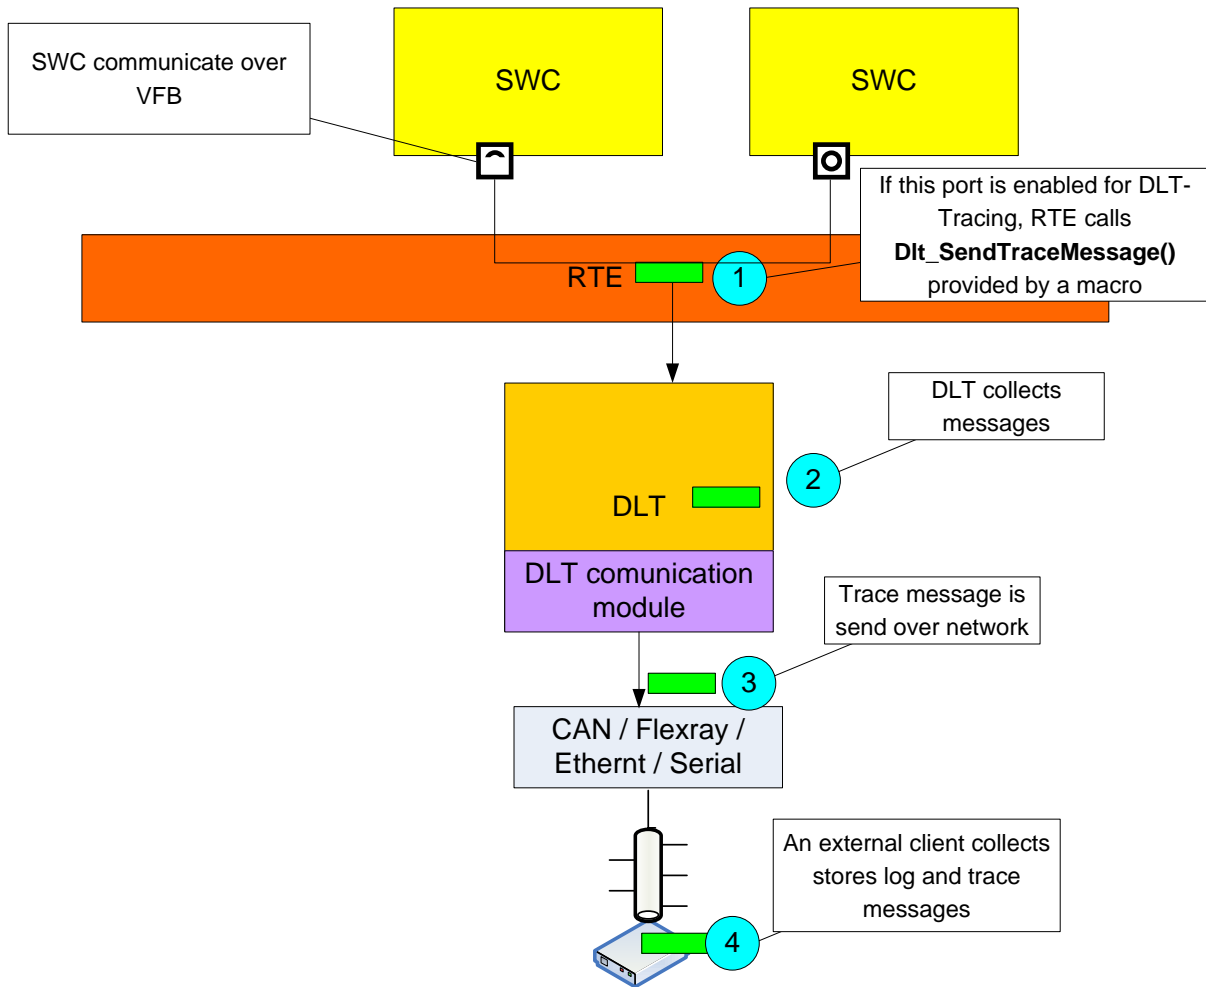 SWC communicate over
VFB
SWC
SWC
If this port is enabled for DLT-
Tracing, RTE calls
Dlt_SendTraceMessage()
provided by a macro
RTE
1
DLT collects
messages
2
DLT
DLT comunication
module
Trace message is
send over network
3
CAN / Flexray /
Ethernt / Serial
An external client collects
stores log and trace
messages
4